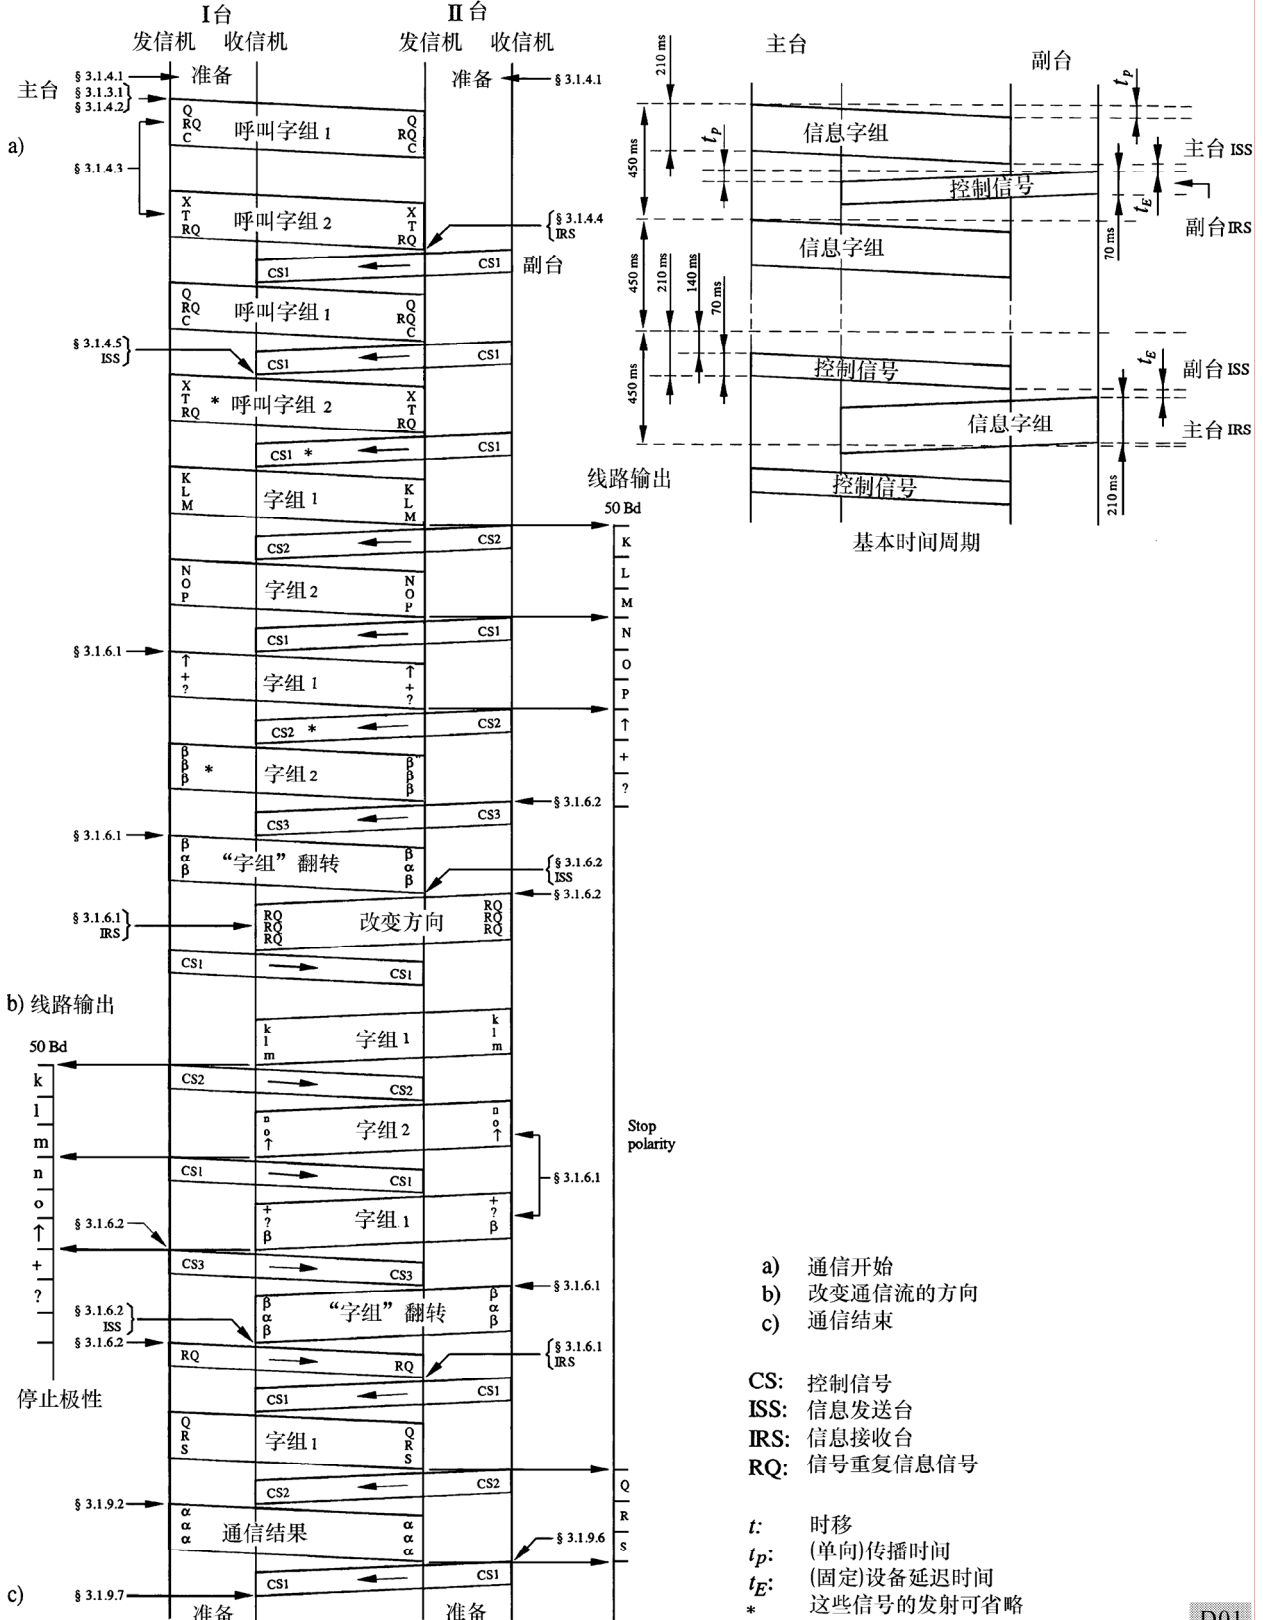 I台
II台
发信机 收信机 发信机 收信机
§ 3.1.4.1 准备 准备 § 3.1.4.1
主台 § 3.1.3.1
§ 3.1.4.2
a)
Q
RQ
C
呼叫字组1
Q
RQ
C
§ 3.1.4.3
X
T
RQ
呼叫字组2
X
T
RQ
§ 3.1.4.4
IRS
CS1 CS1 副台
Q
RQ
C
呼叫字组1
Q
RQ
C
§ 3.1.4.5
ISS
CS1 CS1
X
T
RQ
* 呼叫字组2
X
T
RQ
CS1 * CS1
K
L
M
字组1
K
L
M
线路输出
50 Bd
CS2 CS2
N
O
P
字组2
N
O
P
CS1 CS1
§ 3.1.6.1
↑
+
?
字组1
↑
+
?
CS2 * CS2
β
β
β
* 字组2
β
β
β
K
L
M
N
O
P
↑
+
?
§ 3.1.6.2
CS3 CS3
§ 3.1.6.1
β
α
β
“字组”翻转
β
α
β
§ 3.1.6.2
ISS
§ 3.1.6.2
§ 3.1.6.1
IRS
RQ
RQ
RQ
改变方向
RQ
RQ
RQ
CS1 CS1
b) 线路输出
50 Bd
k
l
m
字组1
k
l
m
CS2 CS2
n
o
↑
字组2
n
o
↑
CS1 CS1
§ 3.1.6.1
+
?
β
字组1
+
?
β
k
l
m
n
o
↑
+
?
§ 3.1.6.2
CS3 CS3
§ 3.1.6.1
β
α
β
“字组”翻转
β
α
β
§ 3.1.6.2
ISS
§ 3.1.6.2
RQ RQ
§ 3.1.6.1
IRS
停止极性
CS1 CS1
Q
R
S
字组1
Q
R
S
CS2 CS2
§ 3.1.9.2
α
α
α
通信结果
α
α
α
Q
R
S
§ 3.1.9.6
CS1 CS1
c) § 3.1.9.7
准备 准备
Stop
polarity
主台
副台
210 ms
t_p
450 ms
信息字组
t_p
主台 ISS
控制信号
t_E
副台 IRS
70 ms
信息字组
450 ms
210 ms
140 ms
70 ms
450 ms
控制信号
t_E
副台 ISS
信息字组
主台 IRS
210 ms
控制信号
基本时间周期
a) 通信开始
b) 改变通信流的方向
c) 通信结束
CS: 控制信号
ISS: 信息发送台
IRS: 信息接收台
RQ: 信号重复信息信号
t: 时移
t_p: (单向)传播时间
t_E: (固定)设备延迟时间
* 这些信号的发射可省略
D01